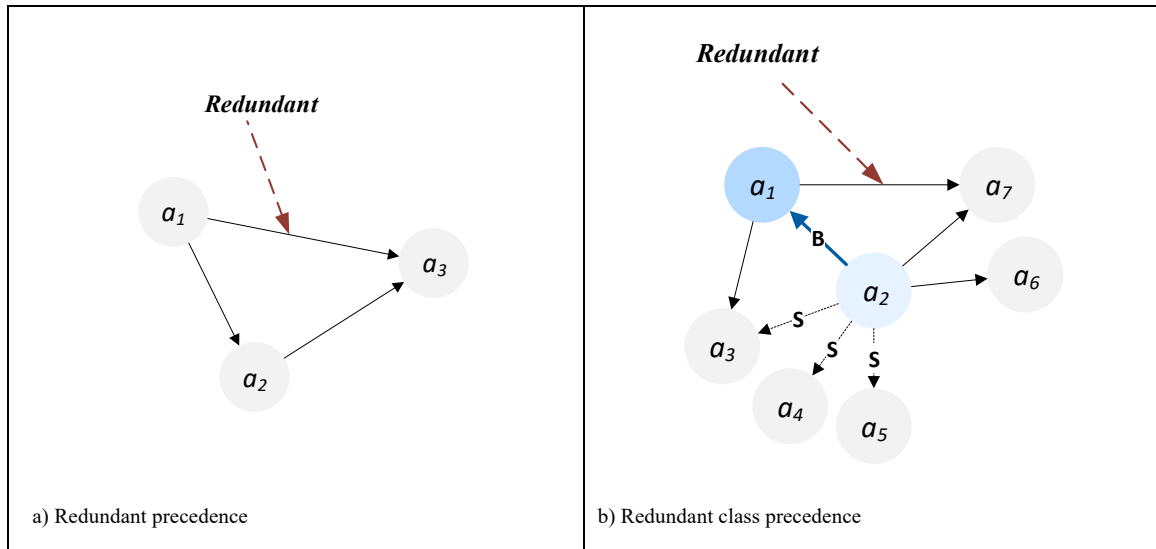 Redundant
a1
a3
a2
a) Redundant precedence
Redundant
a1
a7
B
a2
a6
S
a3
S
S
a4
a5
b) Redundant class precedence